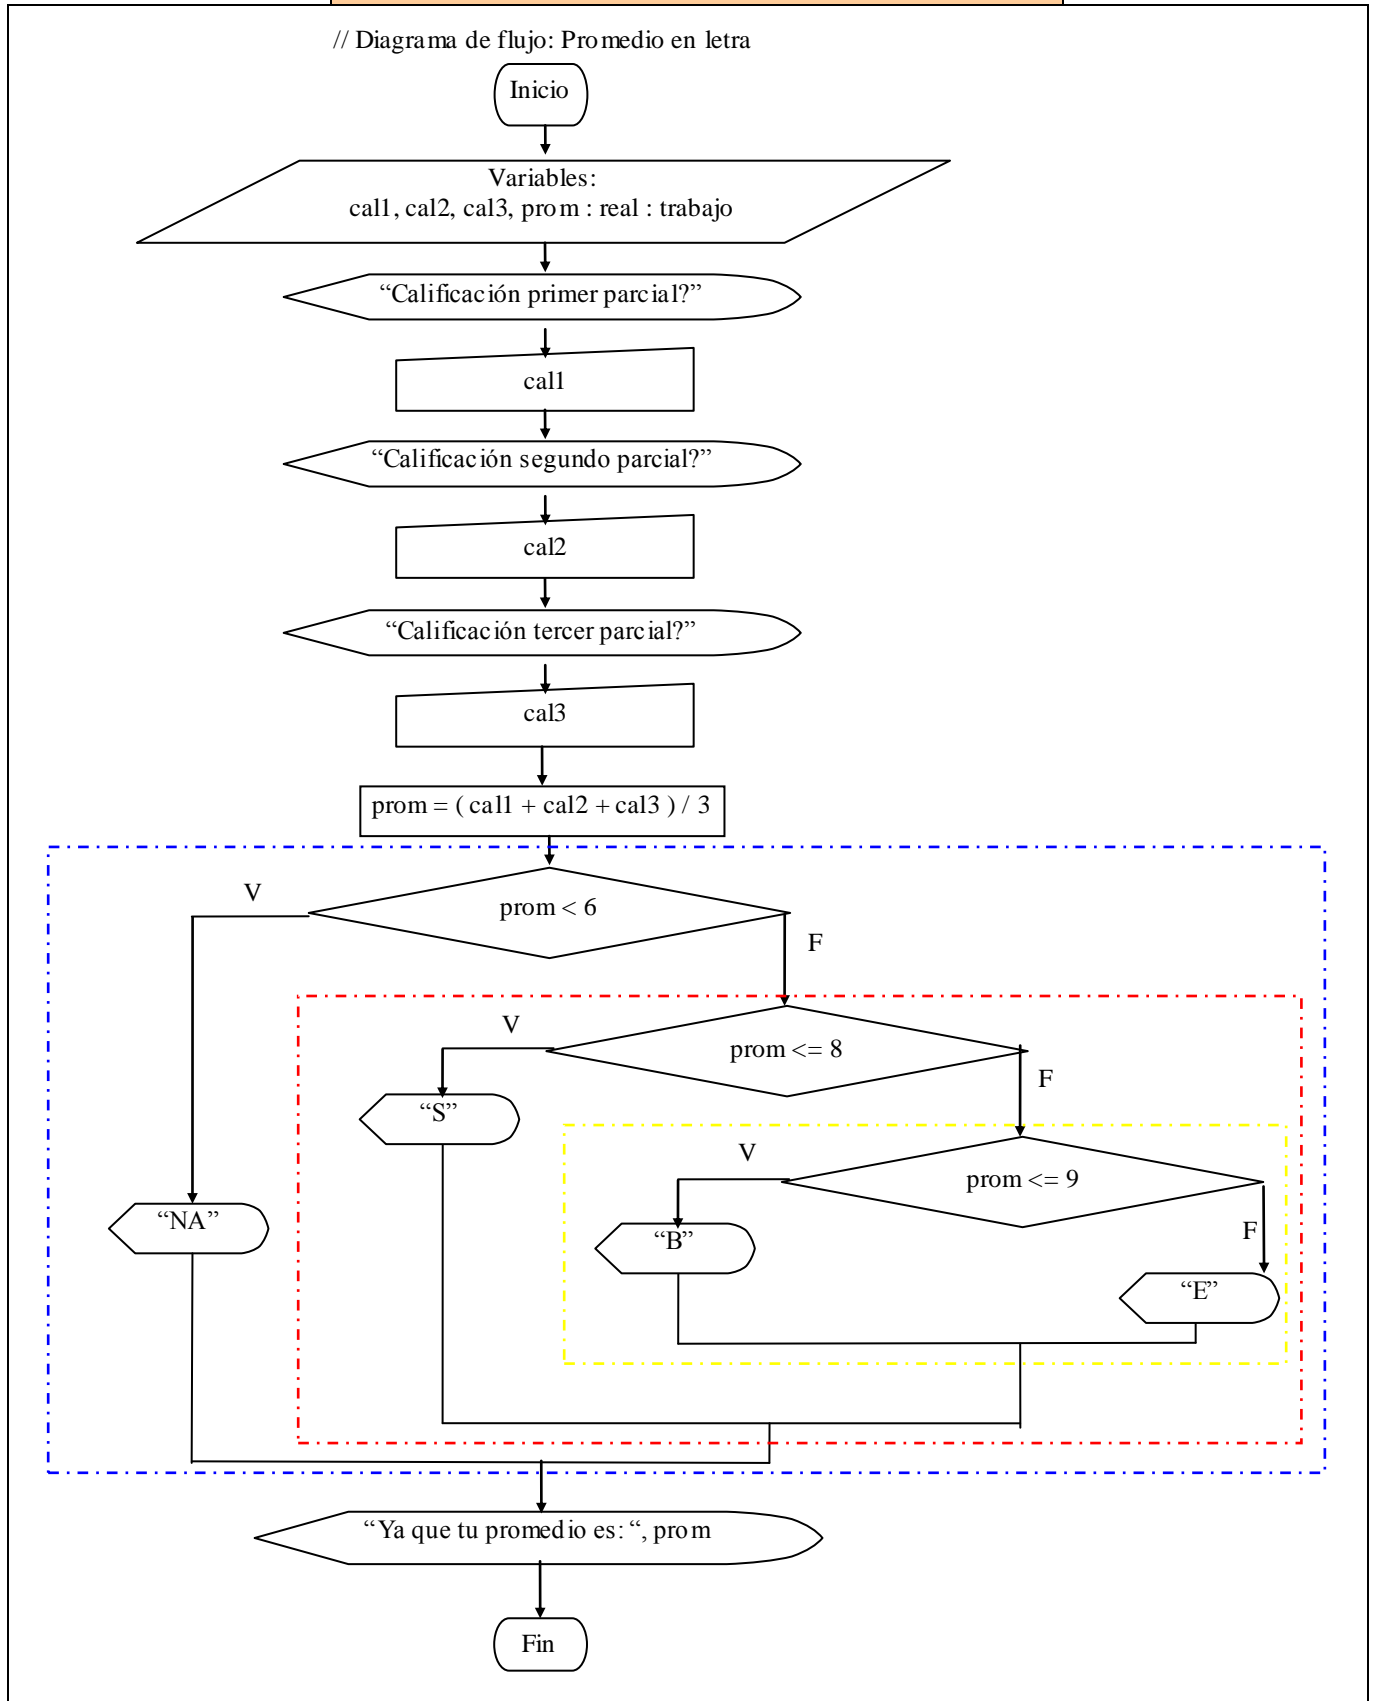 // Diagrama de flujo: Promedio en letra
Inicio
Variables:
cal1, cal2, cal3, prom : real : trabajo
“Calificación primer parcial?”
cal1
“Calificación segundo parcial?”
cal2
“Calificación tercer parcial?”
cal3
prom = ( cal1 + cal2 + cal3 ) / 3
V
prom < 6
F
V
prom <= 8
F
“S”
V
prom <= 9
“NA”
“B”
F
“E”
“Ya que tu promedio es: “, prom
Fin